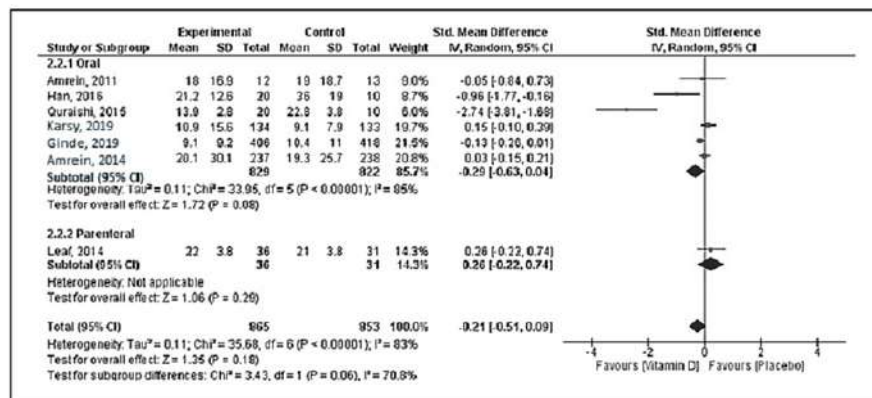 Experimental Control Std. Mean Difference Std. Mean Difference
Study or Subgroup Mean SD Total Mean SD Total Weight IV, Random, 95% CI IV, Random, 95% CI
2.2.1 Oral
Amrein, 2011 18 16.9 12 19 18.7 13 9.0% -0.05 [-0.84, 0.73]
Han, 2016 21.2 12.6 20 36 19 10 8.7% -0.96 [-1.77, -0.16]
Quraishi, 2015 13.9 2.8 20 22.8 3.8 10 6.0% -2.74 [-3.81, -1.68]
Karsy, 2019 10.9 15.6 134 9.1 7.9 133 19.7% 0.15 [-0.10, 0.39]
Ginde, 2019 9.1 9.2 406 10.4 11 418 21.5% -0.13 [-0.26, 0.01]
Amrein, 2014 20.1 30.1 237 19.3 25.7 238 20.8% 0.03 [-0.15, 0.21]
Subtotal (95% CI) 829 822 85.7% -0.29 [-0.63, 0.04]
Heterogeneity: Tau² = 0.11; Chi² = 33.95, df = 5 (P < 0.00001); I² = 85%
Test for overall effect: Z = 1.72 (P = 0.08)
2.2.2 Parenteral
Leaf, 2014 22 3.8 36 21 3.8 31 14.3% 0.26 [-0.22, 0.74]
Subtotal (95% CI) 36 31 14.3% 0.26 [-0.22, 0.74]
Heterogeneity: Not applicable
Test for overall effect: Z = 1.06 (P = 0.29)
Total (95% CI) 865 853 100.0% -0.21 [-0.51, 0.09]
Heterogeneity: Tau² = 0.11; Chi² = 35.68, df = 6 (P < 0.00001); I² = 83%
Test for overall effect: Z = 1.35 (P = 0.18)
Test for subgroup differences: Chi² = 3.43, df = 1 (P = 0.06), I² = 70.8%
-4 -2 0 2 4
Favours [Vitamin D] Favours [Placebo]